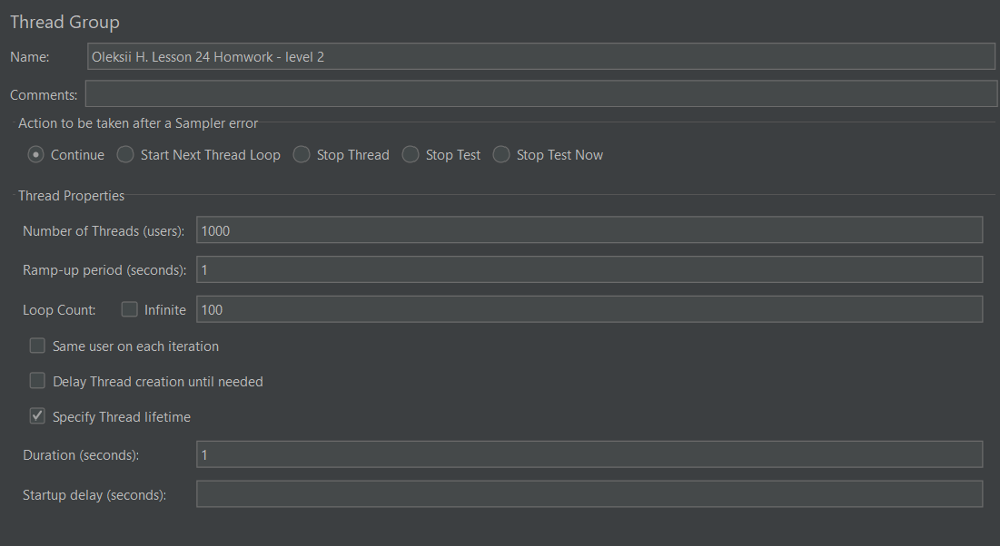 Thread Group
Name: Oleksii H. Lesson 24 Homwork - level 2
Comments:
Action to be taken after a Sampler error
Continue Start Next Thread Loop Stop Thread Stop Test Stop Test Now
Thread Properties
Number of Threads (users): 1000
Ramp-up period (seconds): 1
Loop Count: Infinite 100
Same user on each iteration
Delay Thread creation until needed
Specify Thread lifetime
Duration (seconds): 1
Startup delay (seconds):